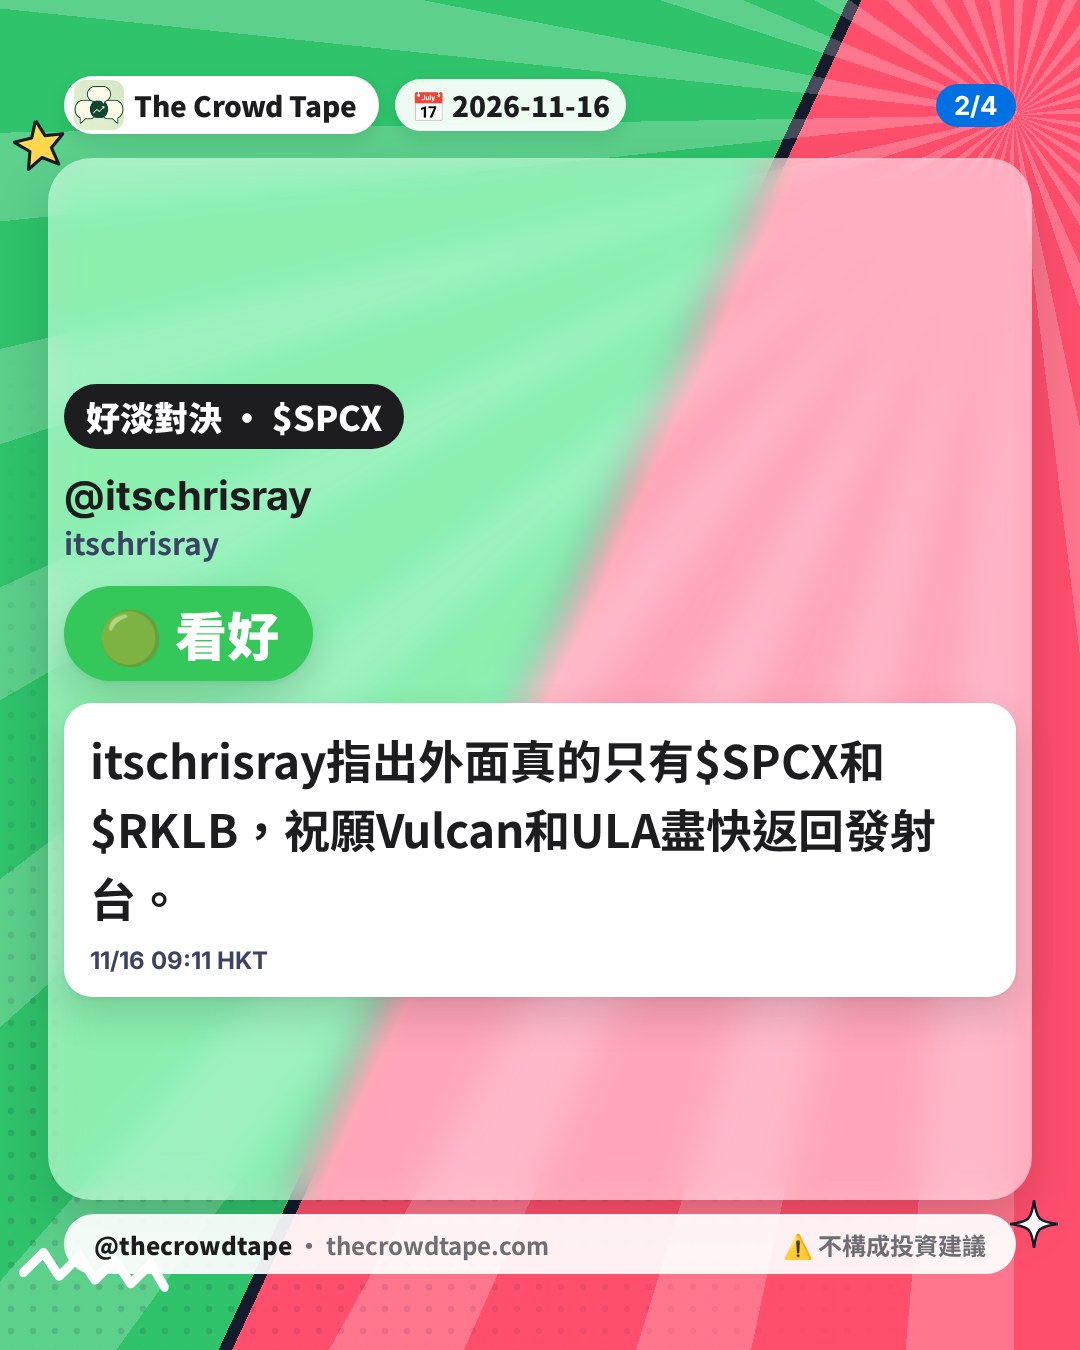 The Crowd Tape
July 17 2026-11-16
2/4
好淡對決 · $SPCX
@itschrisray
itschrisray
看好
itschrisray指出外面真的只有$SPCX和
$RKLB，祝願Vulcan和ULA盡快返回發射
台。
11/16 09:11 HKT
@thecrowdtape · thecrowdtape.com
不構成投資建議